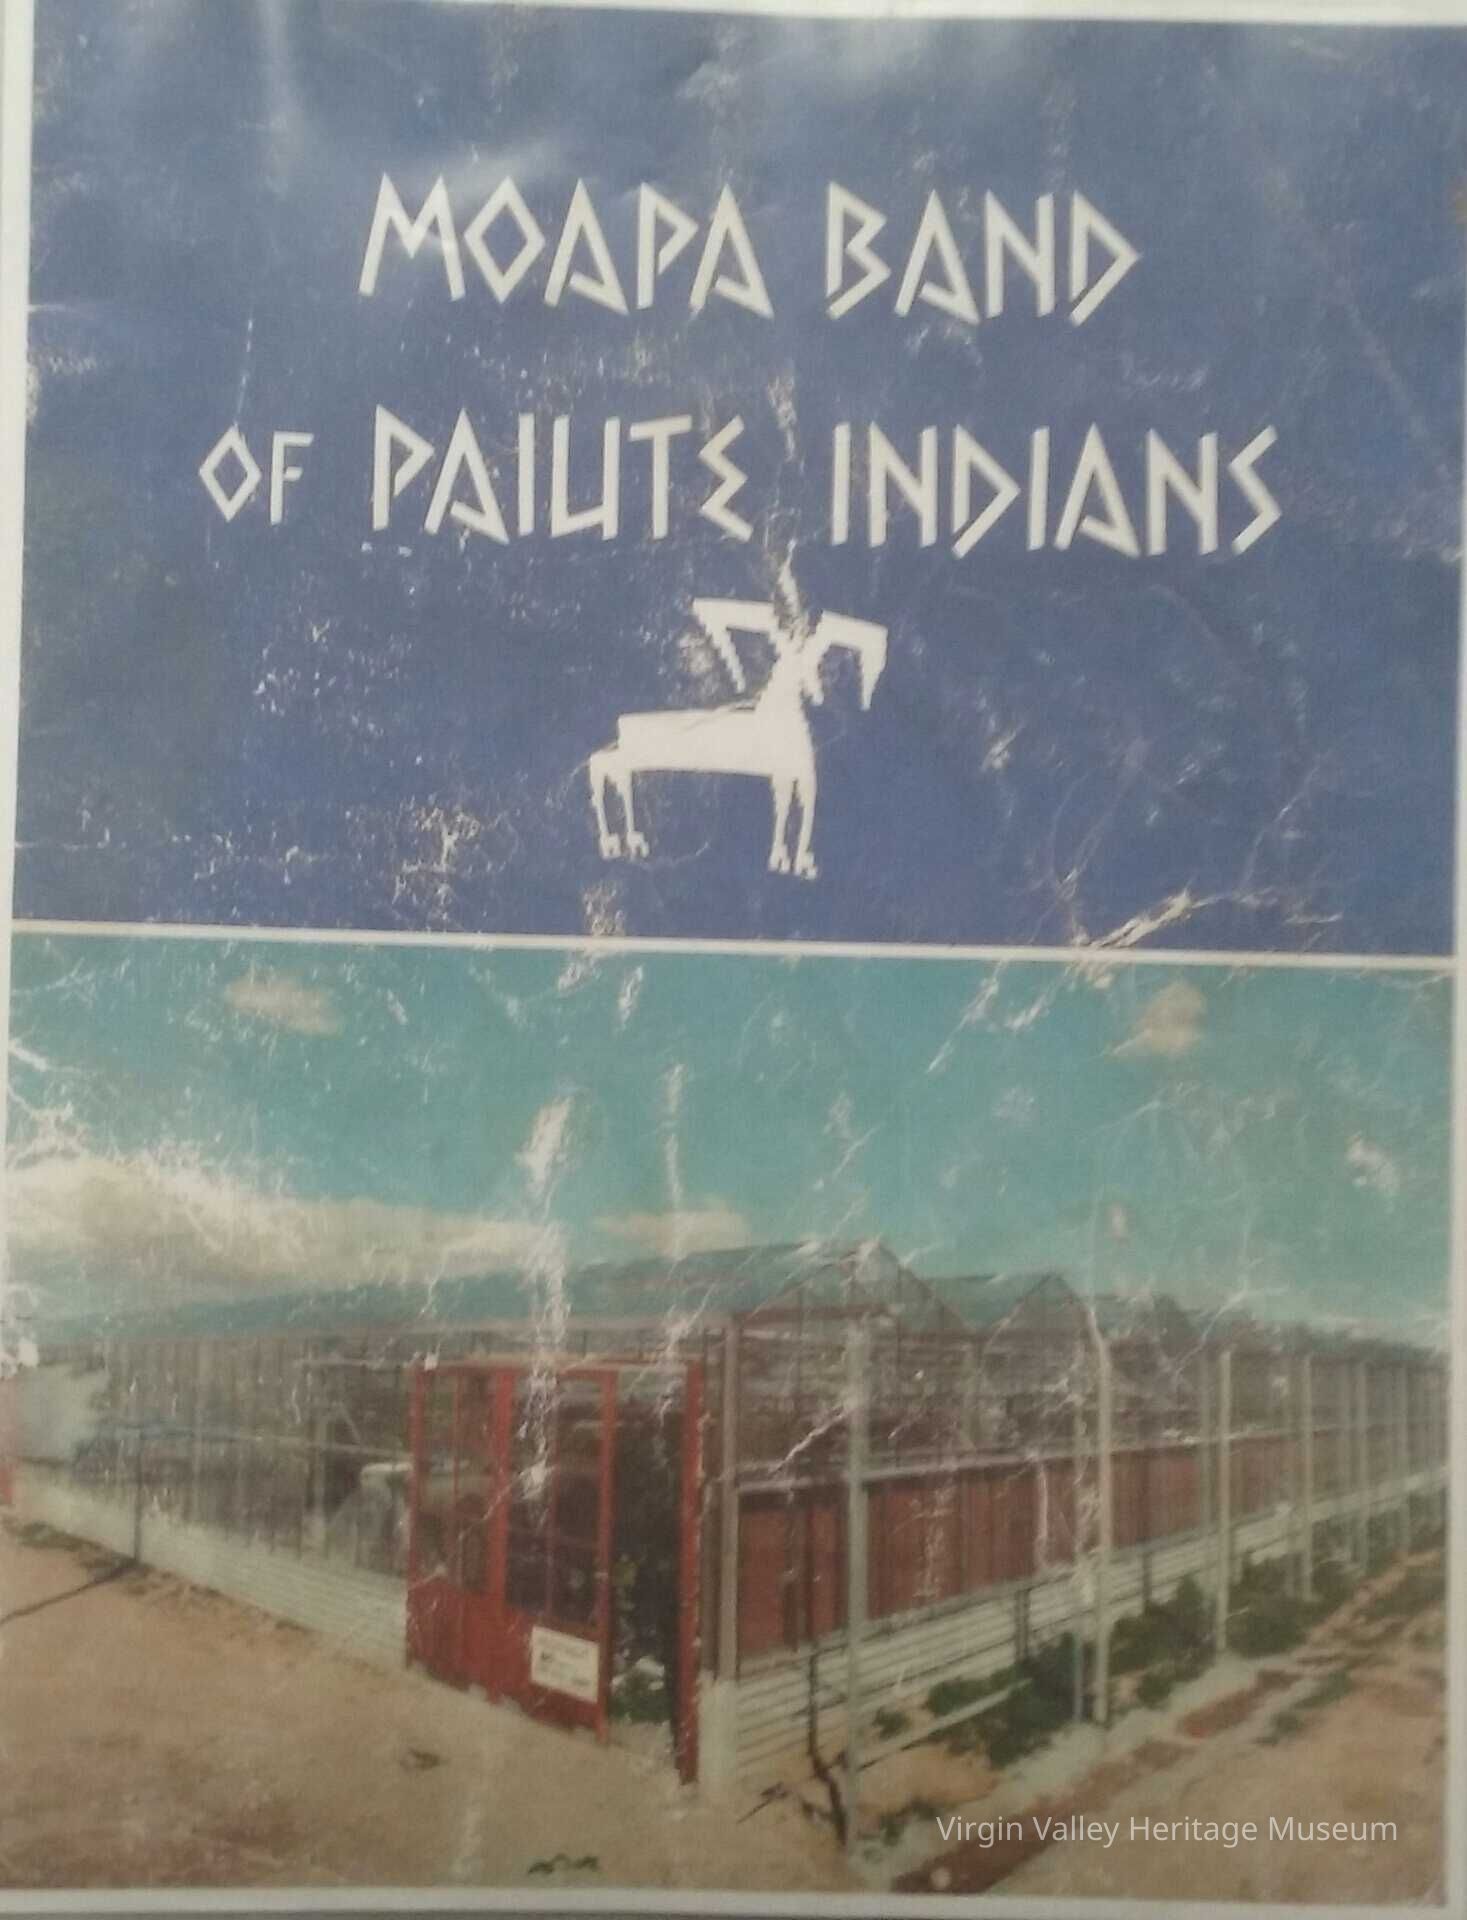 MOAPA BAND
OF PAIUTE INDIANS
Virgin Valley Heritage Museum